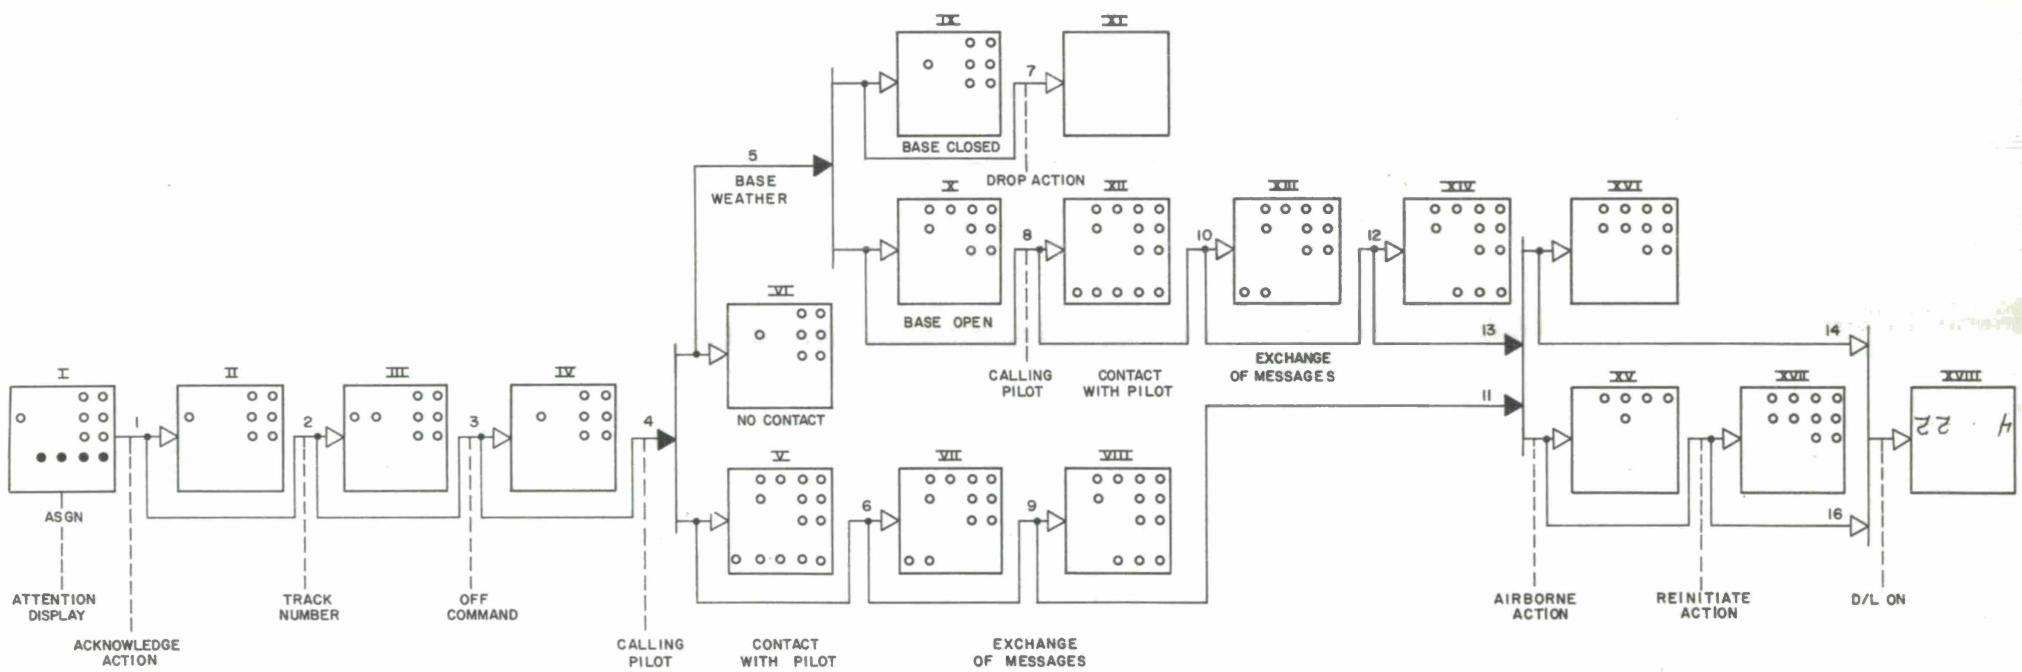 IX
XI
7
5
BASE CLOSED
BASE
WEATHER
DROP ACTION
X
XII
XIII
XIV
XVI
8
10
12
VI
BASE OPEN
13
14
CALLING
PILOT
CONTACT
WITH PILOT
EXCHANGE
OF MESSAGES
I
II
III
IV
NO CONTACT
11
XV
XVII
XVIII
1
2
3
4
22 4
V
VII
VIII
6
9
16
ASGN
ATTENTION
DISPLAY
TRACK
NUMBER
OFF
COMMAND
AIRBORNE
ACTION
REINITIATE
ACTION
D/L ON
ACKNOWLEDGE
ACTION
CALLING
PILOT
CONTACT
WITH PILOT
EXCHANGE
OF MESSAGES